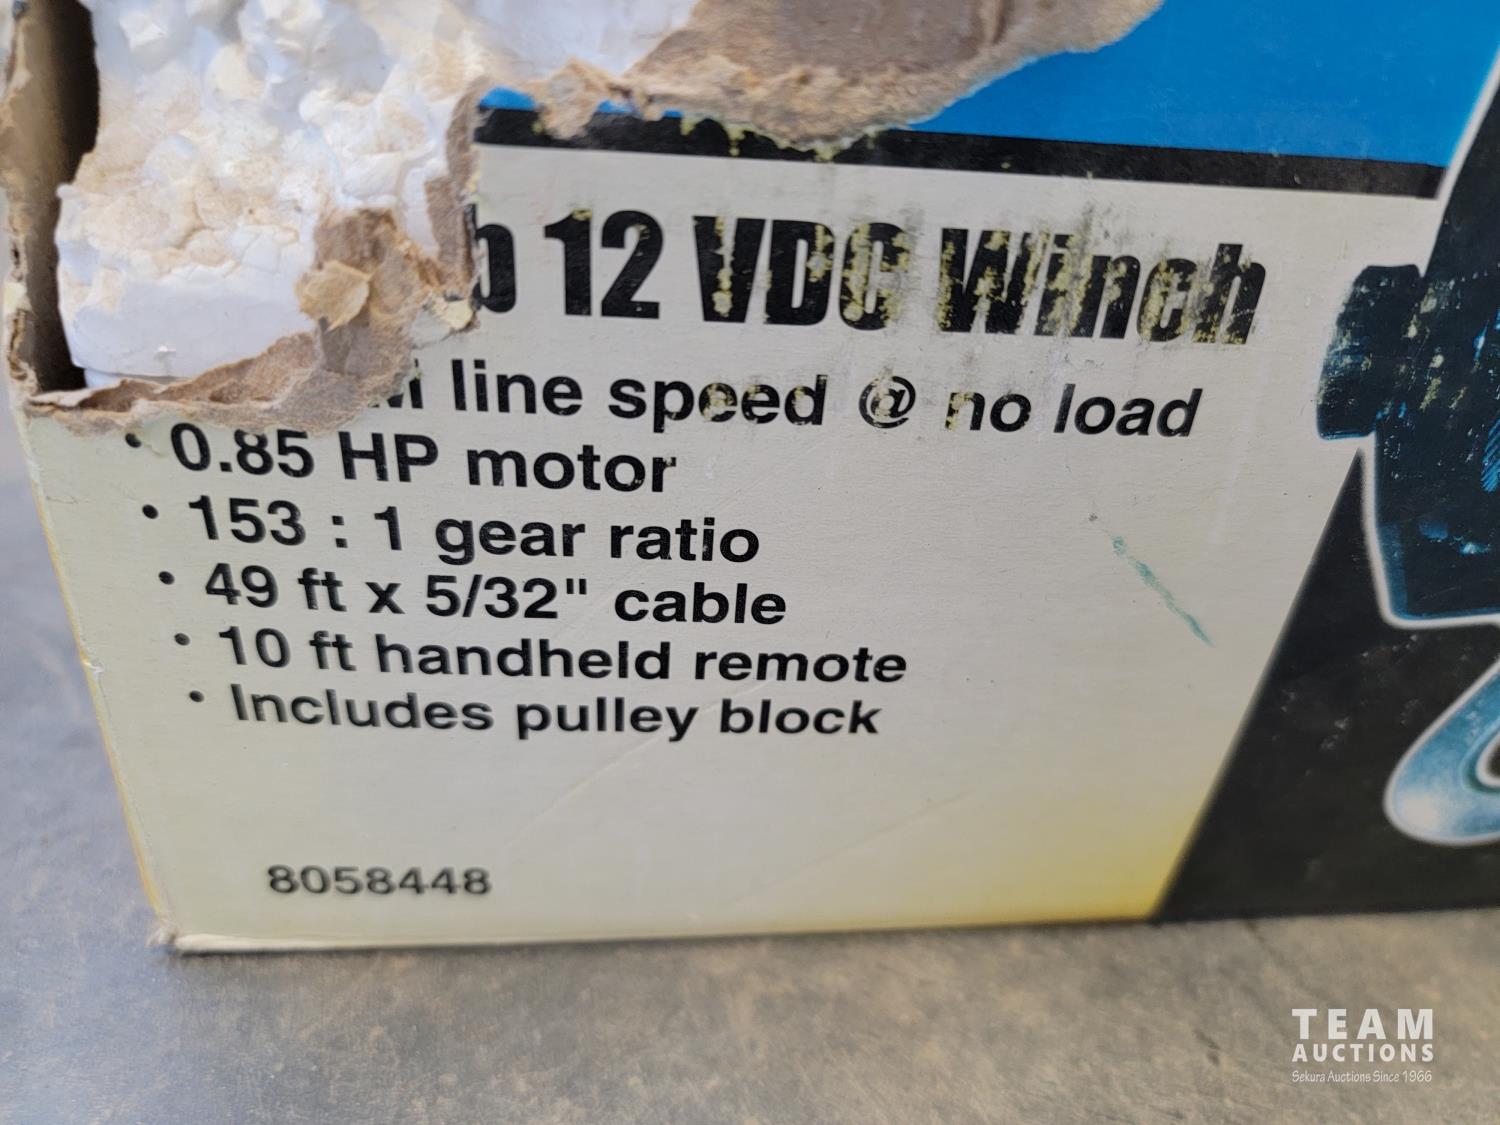 12 VDC Winch
line speed @ no load
• 0.85 HP motor
• 153 : 1 gear ratio
• 49 ft x 5/32" cable
• 10 ft handheld remote
• Includes pulley block
8058448
TEAM
AUCTIONS
Sekura Auctions Since 1966